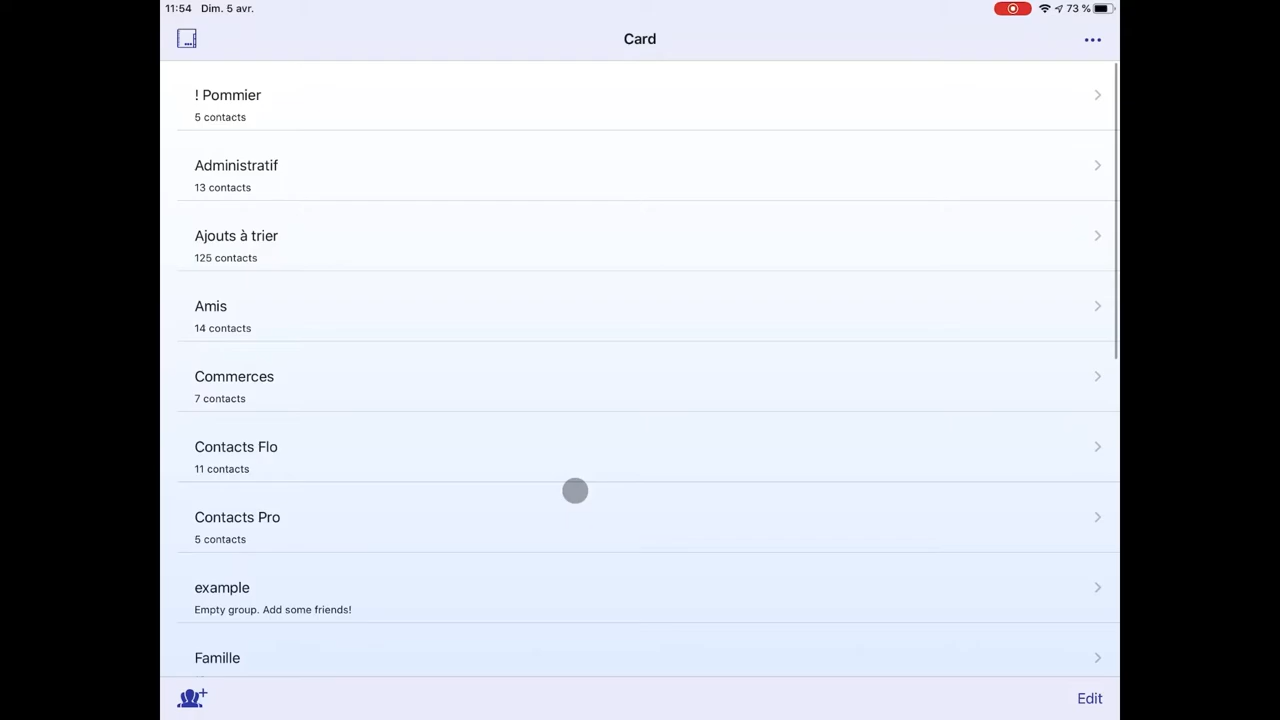 11:54 Dim. 5 avr. 73 %
Card
! Pommier
5 contacts
Administratif
13 contacts
Ajouts à trier
125 contacts
Amis
14 contacts
Commerces
7 contacts
Contacts Flo
11 contacts
Contacts Pro
5 contacts
example
Empty group. Add some friends!
Famille
Edit